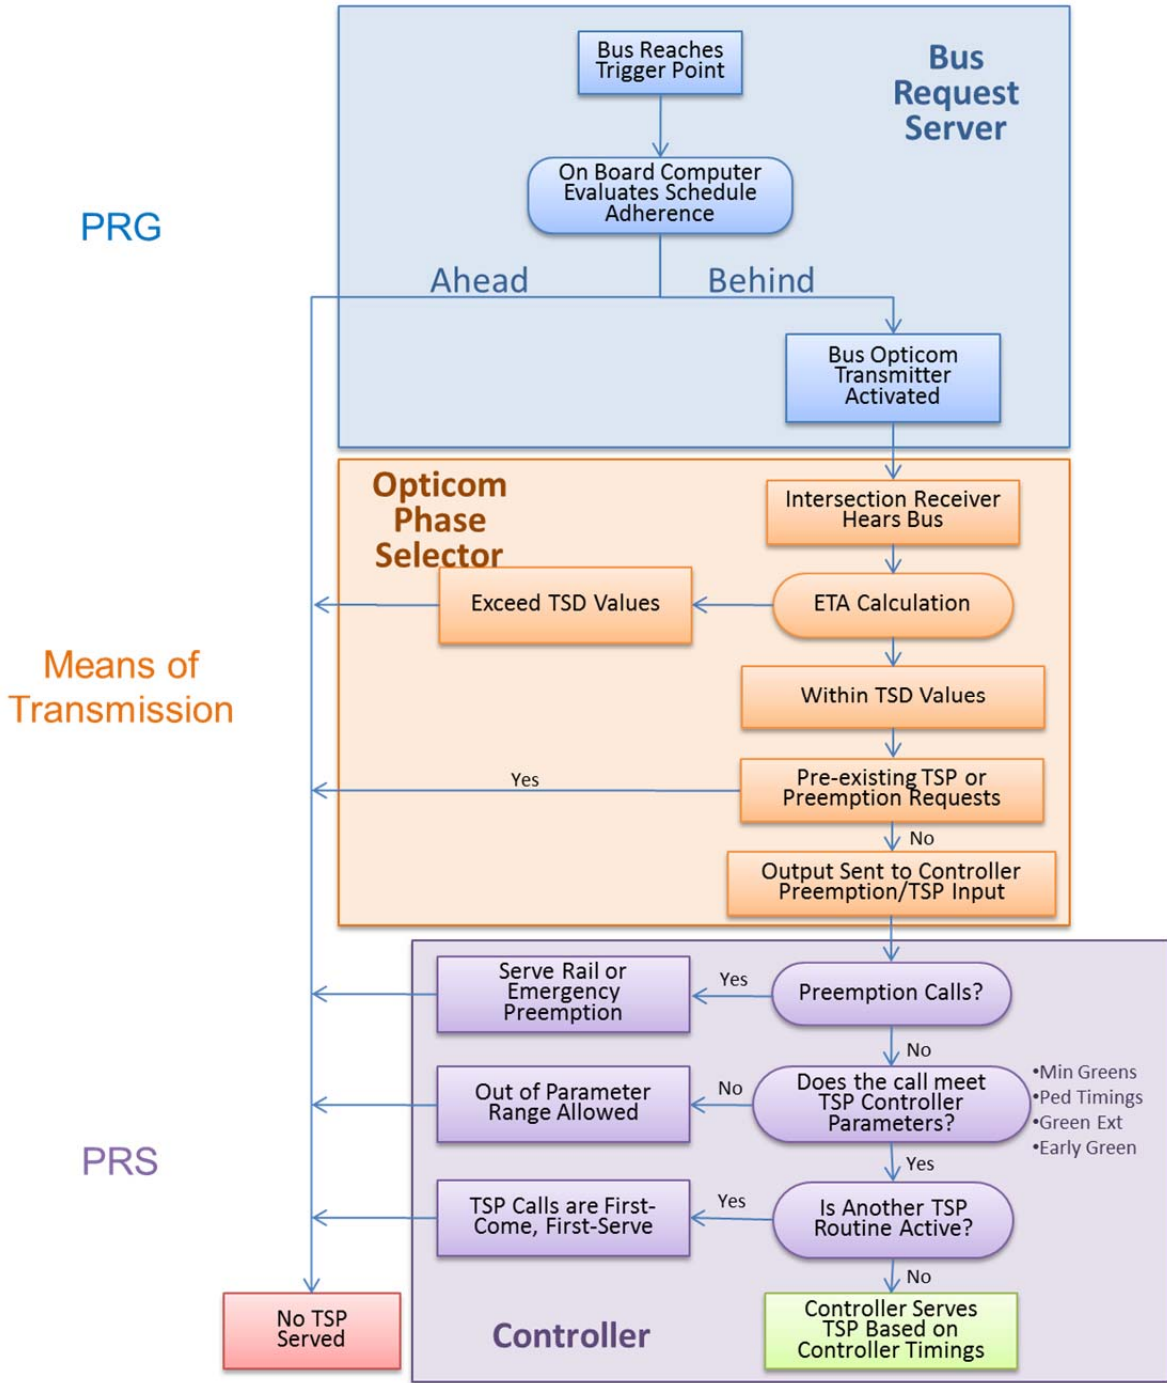 Bus Reaches
Trigger Point
Bus
Request
Server
On Board Computer
Evaluates Schedule
Adherence
PRG
Ahead
Behind
Bus Opticom
Transmitter
Activated
Opticom
Phase
Selector
Intersection Receiver
Hears Bus
Exceed TSD Values
ETA Calculation
Means of
Transmission
Within TSD Values
Yes
Pre-existing TSP or
Preemption Requests
No
Output Sent to Controller
Preemption/TSP Input
Serve Rail or
Emergency
Preemption
Yes
Preemption Calls?
No
Out of Parameter
Range Allowed
No
Does the call meet
TSP Controller
Parameters?
•Min Greens
•Ped Timings
•Green Ext
•Early Green
PRS
Yes
TSP Calls are First-
Come, First-Serve
Yes
Is Another TSP
Routine Active?
No
No TSP
Served
Controller
Controller Serves
TSP Based on
Controller Timings